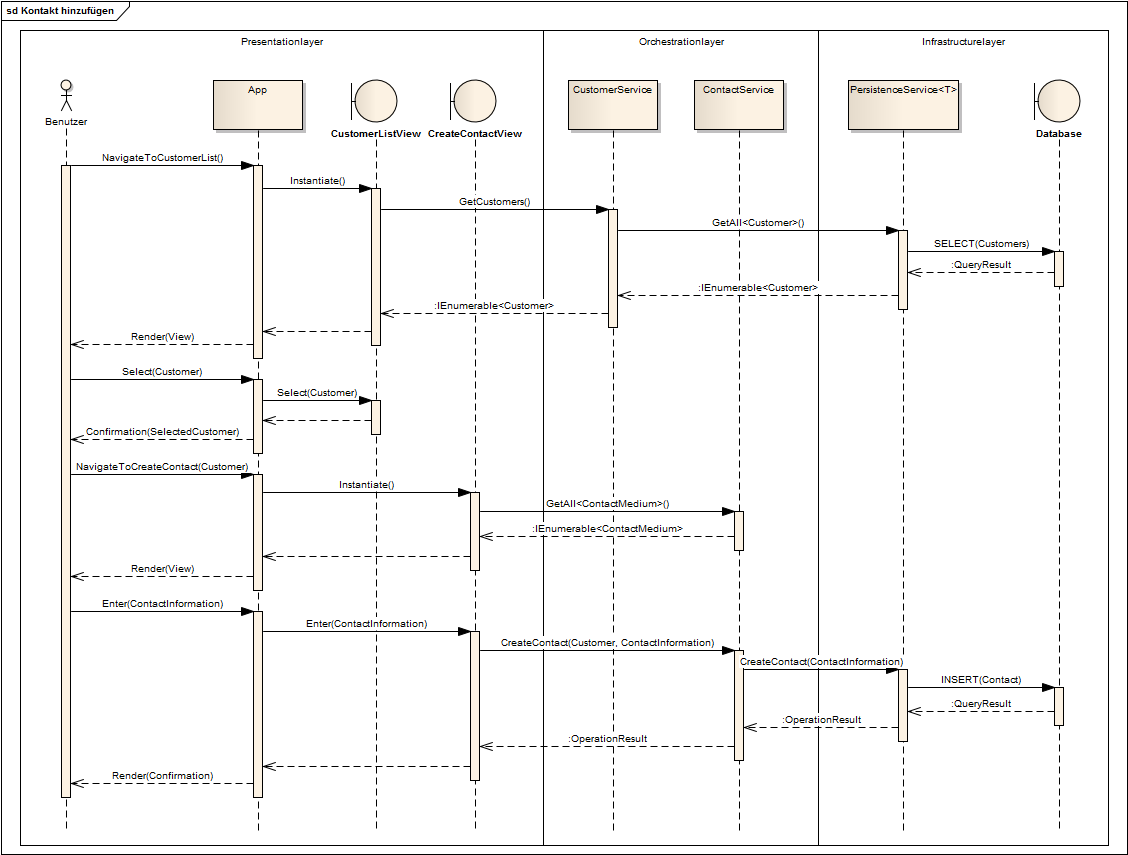 sd Kontakt hinzufügen
Presentationlayer
Orchestrationlayer
Infrastructurelayer
Benutzer
App
CustomerListView
CreateContactView
CustomerService
ContactService
PersistenceService<T>
Database
NavigateToCustomerList()
Instantiate()
GetCustomers()
GetAll<Customer>()
SELECT(Customers)
:QueryResult
:IEnumerable<Customer>
:IEnumerable<Customer>
Render(View)
Select(Customer)
Select(Customer)
Confirmation(SelectedCustomer)
NavigateToCreateContact(Customer)
Instantiate()
GetAll<ContactMedium>()
:IEnumerable<ContactMedium>
Render(View)
Enter(ContactInformation)
Enter(ContactInformation)
CreateContact(Customer, ContactInformation)
CreateContact(ContactInformation)
INSERT(Contact)
:QueryResult
:OperationResult
:OperationResult
Render(Confirmation)